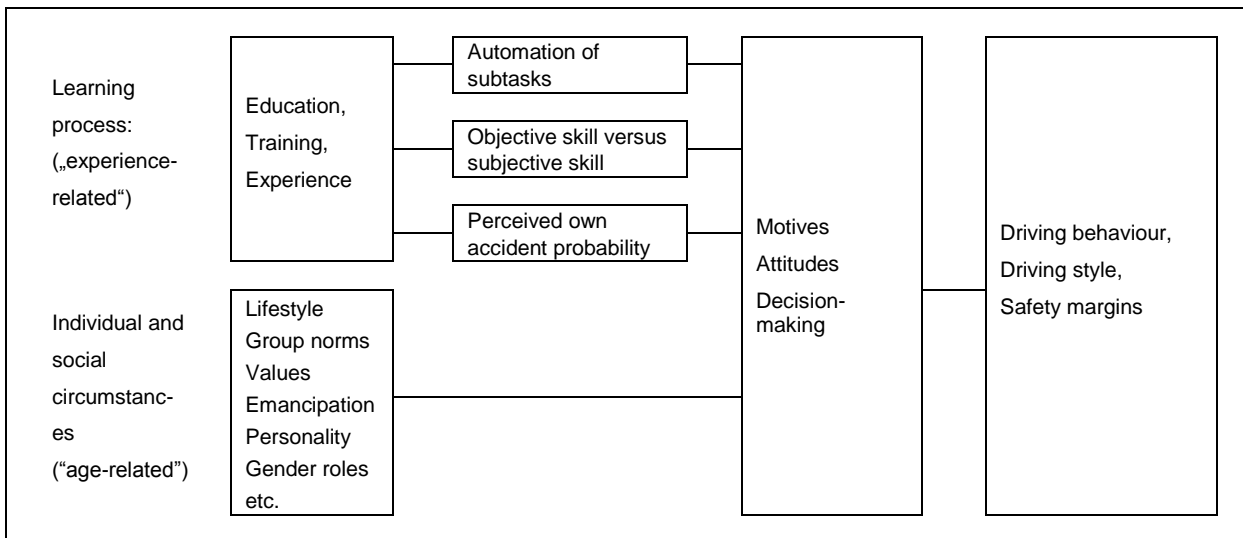 Learning
process:
(„experience-
related“)
Education,
Training,
Experience
Automation of
subtasks
Objective skill versus
subjective skill
Perceived own
accident probability
Individual and
social
circumstanc-
es
(“age-related”)
Lifestyle
Group norms
Values
Emancipation
Personality
Gender roles
etc.
Motives
Attitudes
Decision-
making
Driving behaviour,
Driving style,
Safety margins